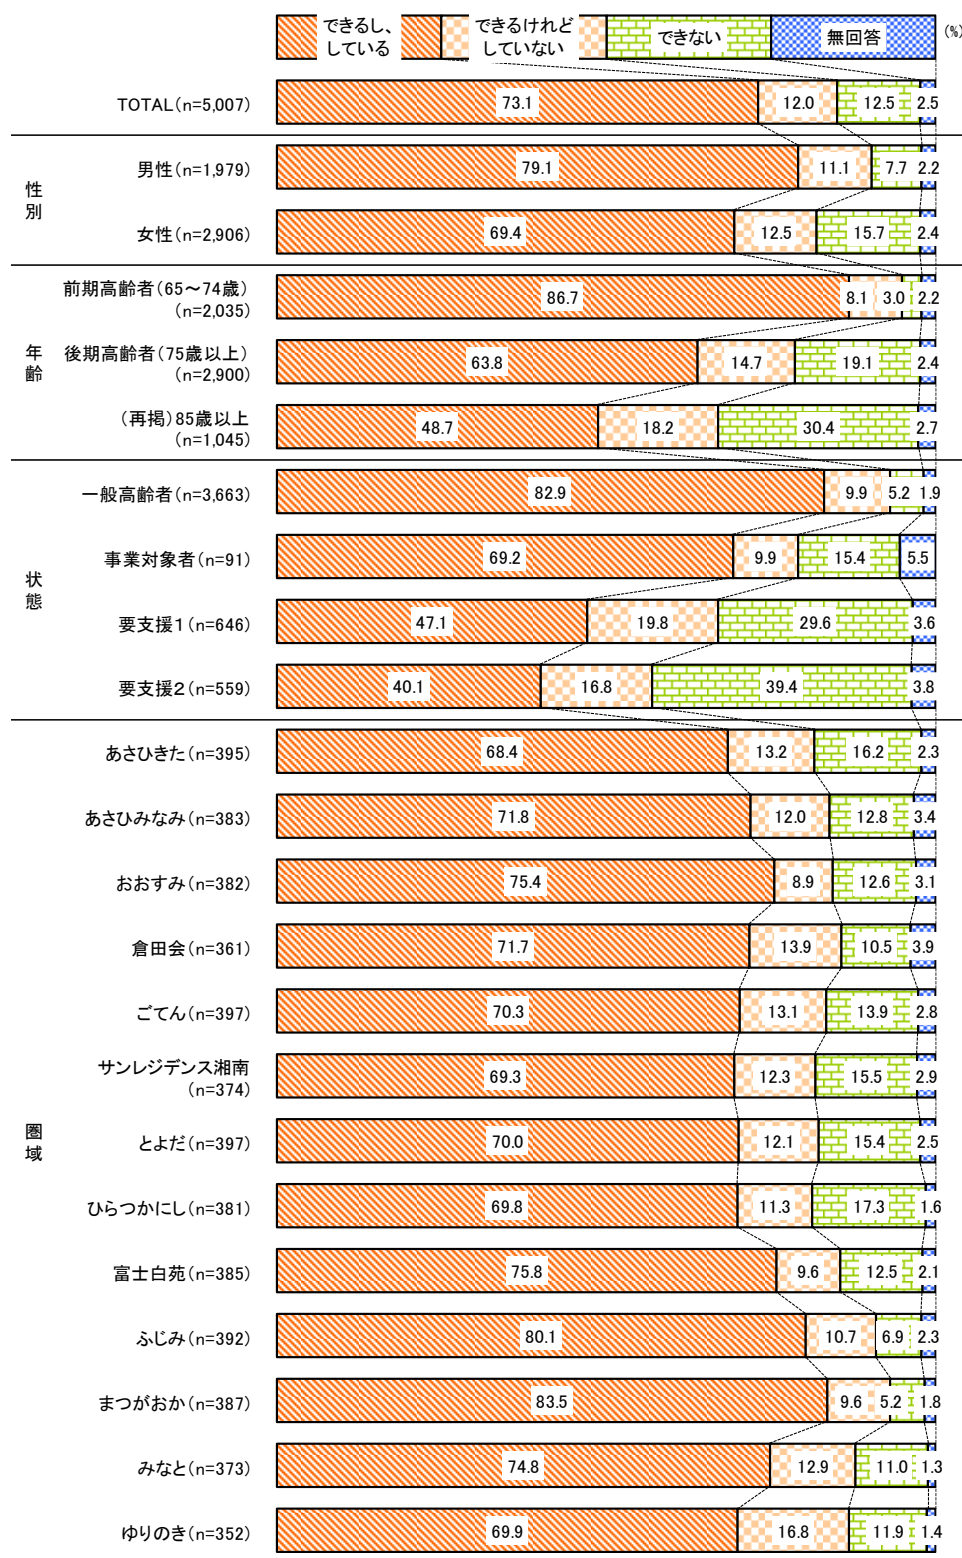 できるし、
している
できるけれど
していない
できない
無回答
(%)
TOTAL(n=5,007)
73.1 12.0 12.5 2.5
性別
男性(n=1,979)
79.1 11.1 7.7 2.2
女性(n=2,906)
69.4 12.5 15.7 2.4
年齢
前期高齢者(65～74歳)
(n=2,035)
86.7 8.1 3.0 2.2
後期高齢者(75歳以上)
(n=2,900)
63.8 14.7 19.1 2.4
(再掲)85歳以上
(n=1,045)
48.7 18.2 30.4 2.7
状態
一般高齢者(n=3,663)
82.9 9.9 5.2 1.9
事業対象者(n=91)
69.2 9.9 15.4 5.5
要支援1(n=646)
47.1 19.8 29.6 3.6
要支援2(n=559)
40.1 16.8 39.4 3.8
圏域
あさひきた(n=395)
68.4 13.2 16.2 2.3
あさひみなみ(n=383)
71.8 12.0 12.8 3.4
おおすみ(n=382)
75.4 8.9 12.6 3.1
倉田会(n=361)
71.7 13.9 10.5 3.9
ごてん(n=397)
70.3 13.1 13.9 2.8
サンレジデンス湘南
(n=374)
69.3 12.3 15.5 2.9
とよだ(n=397)
70.0 12.1 15.4 2.5
ひらつかにし(n=381)
69.8 11.3 17.3 1.6
富士白苑(n=385)
75.8 9.6 12.5 2.1
ふじみ(n=392)
80.1 10.7 6.9 2.3
まつがおか(n=387)
83.5 9.6 5.2 1.8
みなと(n=373)
74.8 12.9 11.0 1.3
ゆりのき(n=352)
69.9 16.8 11.9 1.4